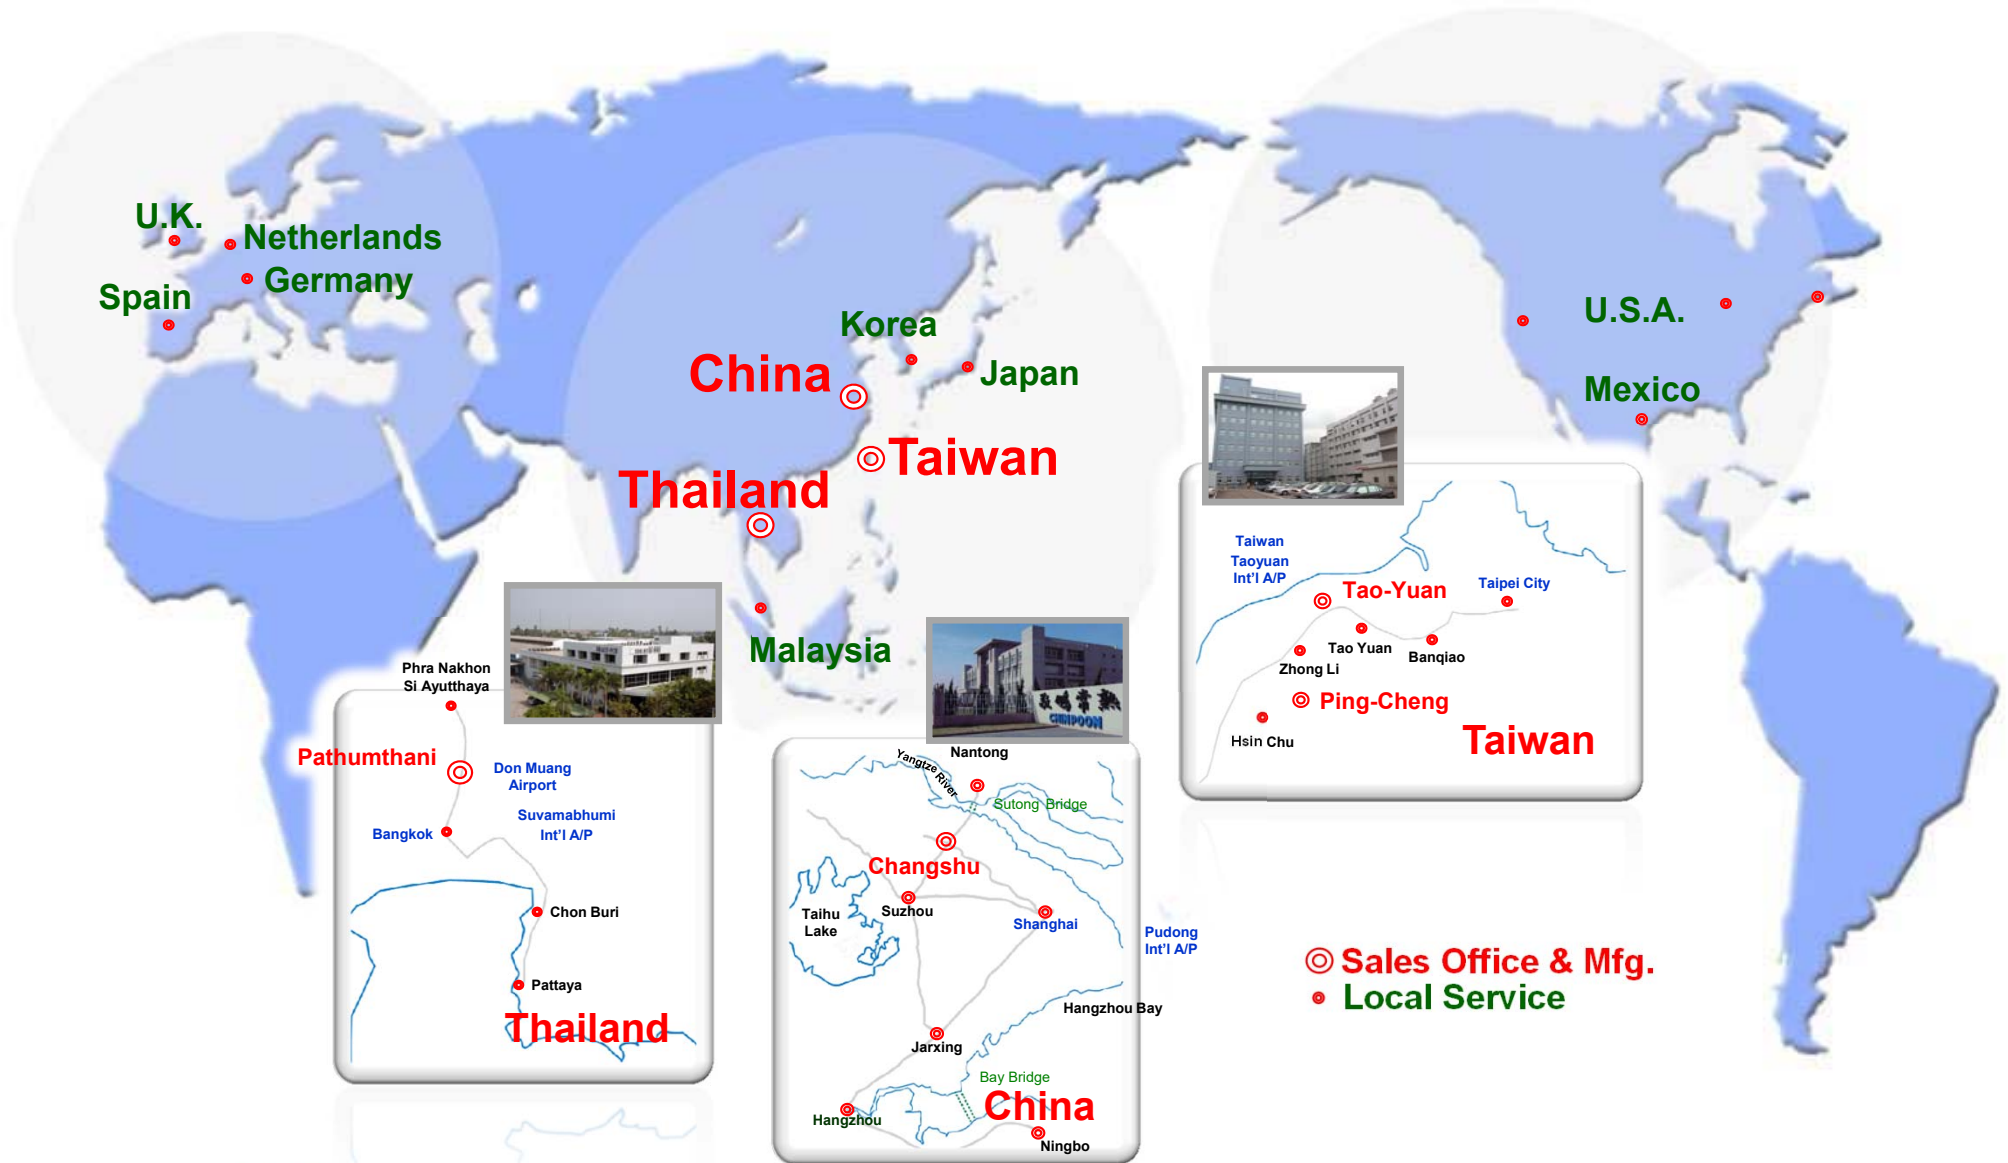 U.K.
Netherlands
Germany
Spain
Korea
China
Japan
Taiwan
Thailand
Malaysia
U.S.A.
Mexico
Taiwan
Taoyuan
Int'l A/P
Tao-Yuan
Taipei City
Tao Yuan
Banqiao
Zhong Li
Ping-Cheng
Hsin Chu
Taiwan
Phra Nakhon
Si Ayutthaya
Pathumthani
Don Muang
Airport
Suvamabhumi
Int'l A/P
Bangkok
Chon Buri
Pattaya
Thailand
CHINPOON
Nantong
Yangtze River
Sutong Bridge
Changshu
Suzhou
Taihu
Lake
Shanghai
Pudong
Int'l A/P
Hangzhou Bay
Jarxing
Bay Bridge
China
Hangzhou
Ningbo
Sales Office & Mfg.
Local Service